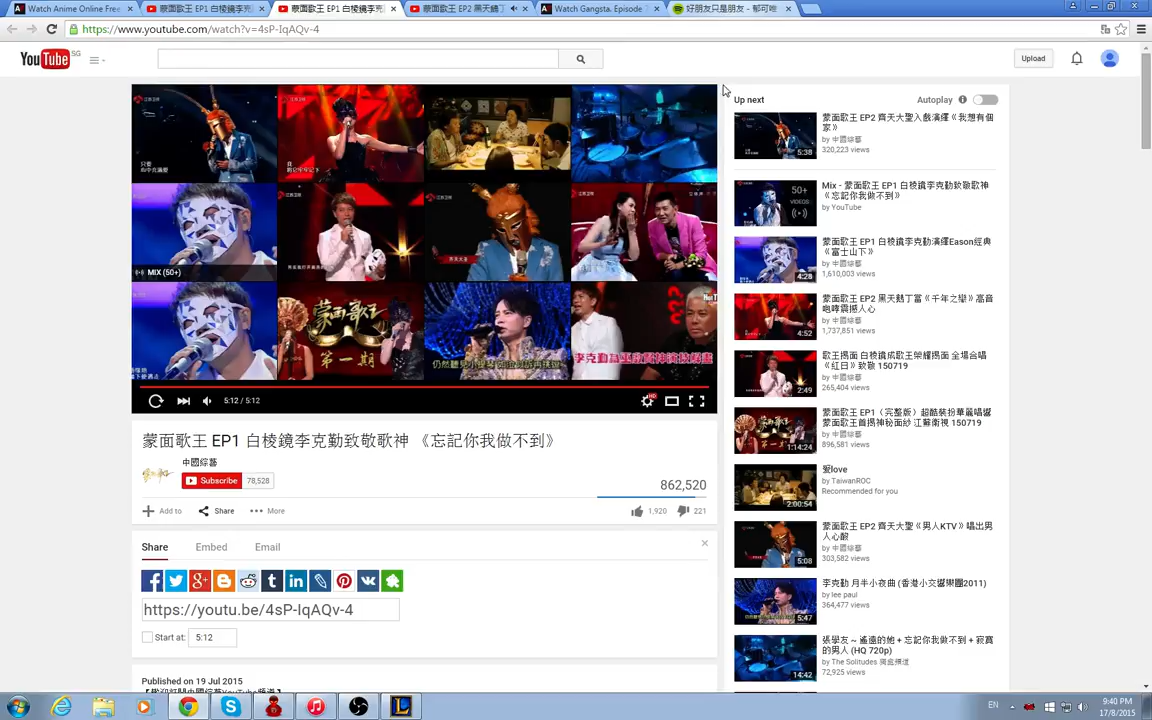 Watch Anime Online Free
蒙面歌王 EP1 白棱鏡李克
蒙面歌王 EP1 白棱鏡李克
蒙面歌王 EP2 黑天鵝丁
Watch Gangsta. Episode
好朋友只是朋友 - 郁可唯
https://www.youtube.com/watch?v=4sP-IqAQv-4
YouTube SG
Upload
MIX (50+)
蒙面歌王
第一期
5:12 / 5:12
HD
蒙面歌王 EP1 白棱鏡李克勤致敬歌神 《忘記你我做不到》
中國綜藝
Subscribe
78,528
862,520
Add to
Share
More
1,920
221
Share
Embed
Email
https://youtu.be/4sP-IqAQv-4
Start at:
5:12
Published on 19 Jul 2015
Up next
Autoplay
蒙面歌王 EP2 齊天大聖入戲演繹《我想有個
家》
by 中國綜藝
320,223 views
5:38
Mix - 蒙面歌王 EP1 白棱鏡李克勤致敬歌神
《忘記你我做不到》
by YouTube
50+
VIDEOS
蒙面歌王 EP1 白棱鏡李克勤演繹Eason經典
《富士山下》
by 中國綜藝
1,610,003 views
4:28
蒙面歌王 EP2 黑天鵝丁當《千年之戀》高音
咆哮震撼人心
by 中國綜藝
1,737,851 views
4:52
歌王揭面 白棱鏡成歌王榮耀揭面 全場合唱
《紅日》致敬 150719
by 中國綜藝
264,404 views
2:49
蒙面歌王 EP1（完整版）超酷裝扮華麗唱響
蒙面歌王首揭神秘面紗 江蘇衛視 150719
by 中國綜藝
896,581 views
1:14:24
愛love
by TaiwanROC
Recommended for you
2:00:54
蒙面歌王 EP2 齊天大聖《男人KTV》唱出男
人心酸
by 中國綜藝
303,582 views
5:08
李克勤 月半小夜曲 (香港小交響樂團2011)
by lee paul
364,477 views
5:47
張學友 ~ 遙遠的她 + 忘記你我做不到 + 寂寞
的男人 (HQ 720p)
by The Solitudes
72,925 views
14:42
EN
9:40 PM
17/8/2015